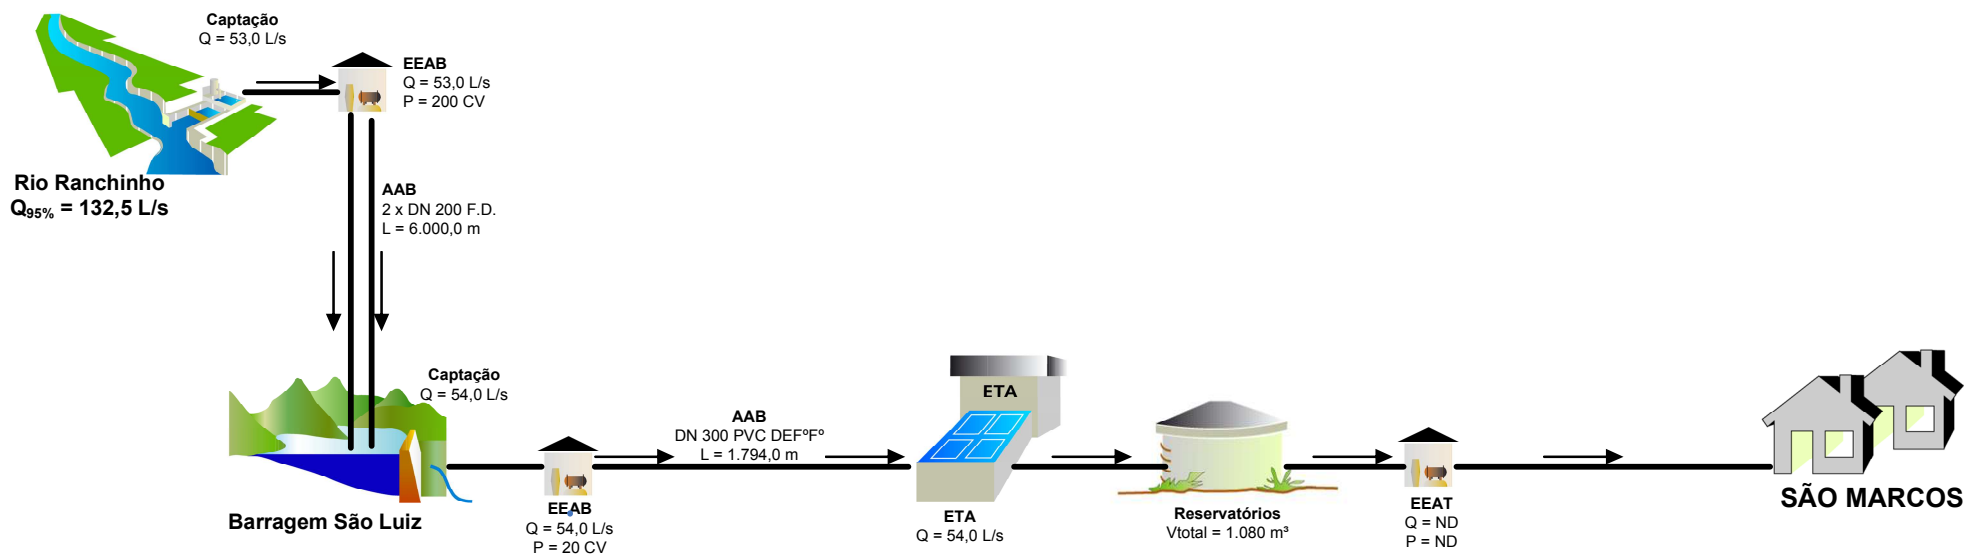 Captação
Q = 53,0 L/s
EEAB
Q = 53,0 L/s
P = 200 CV
Rio Ranchinho
Q95% = 132,5 L/s
AAB
2 x DN 200 F.D.
L = 6.000,0 m
Captação
Q = 54,0 L/s
Barragem São Luiz
EEAB
Q = 54,0 L/s
P = 20 CV
AAB
DN 300 PVC DEFºFº
L = 1.794,0 m
ETA
ETA
Q = 54,0 L/s
Reservatórios
Vtotal = 1.080 m³
EEAT
Q = ND
P = ND
SÃO MARCOS